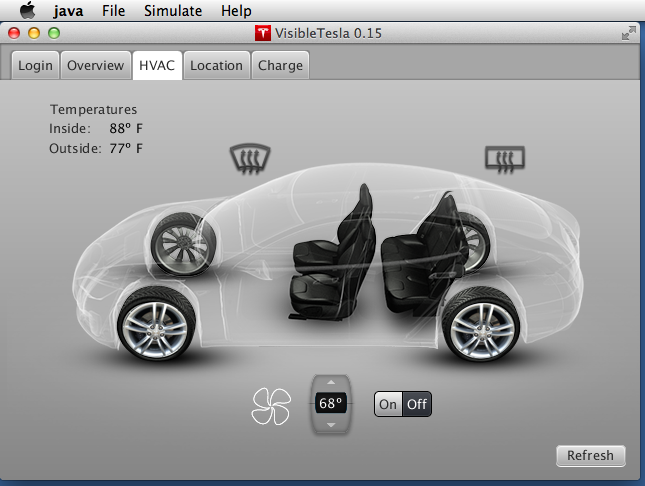 java File Simulate Help
VisibleTesla 0.15
Login Overview HVAC Location Charge
Temperatures
Inside: 88º F
Outside: 77º F
68º On Off
Refresh